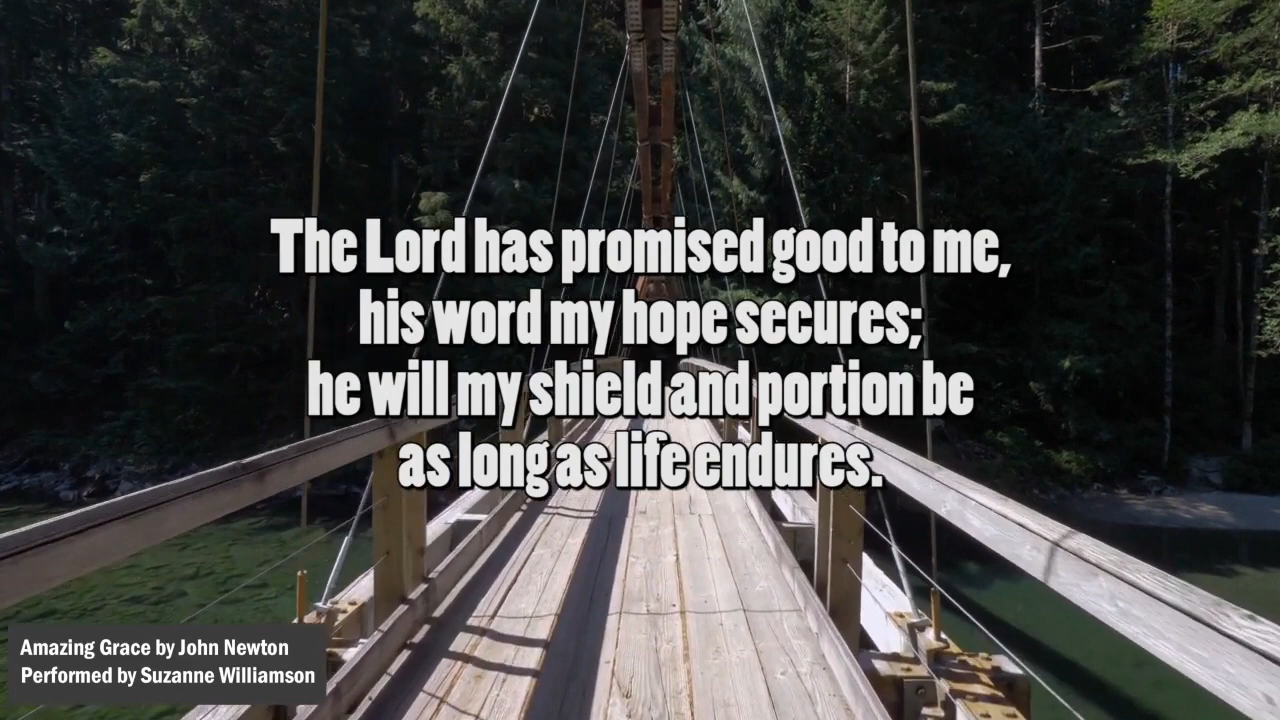 The Lord has promised good to me,
his word my hope secures;
he will my shield and portion be
as long as life endures.
Amazing Grace by John Newton
Performed by Suzanne Williamson